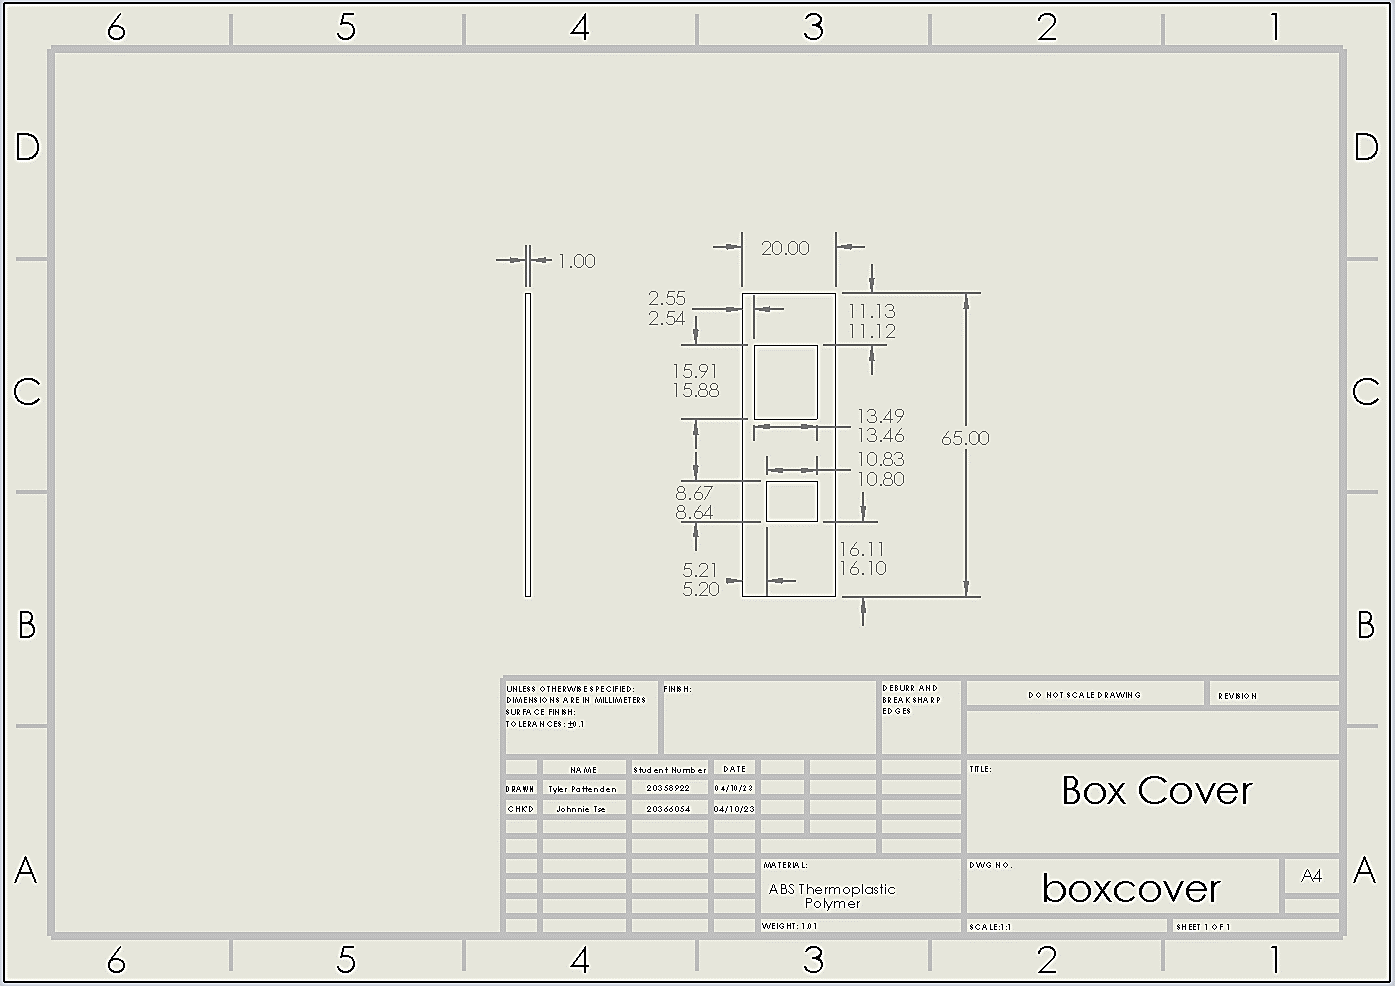 6 5 4 3 2 1
D D
C C
B B
A A
1.00
20.00
2.55
2.54
11.13
11.12
15.91
15.88
13.49
13.46
65.00
10.83
10.80
8.67
8.64
16.11
16.10
5.21
5.20
UNLESS OTHERWISE SPECIFIED:
DIMENSIONS ARE IN MILLIMETERS
SURFACE FINISH:
TOLERANCES: ±0.1
FINISH:
DEBURR AND
BREAK SHARP
EDGES
DO NOT SCALE DRAWING
REVISION
NAME Student Number DATE
DRAWN Tyler Pattenden 20358922 04/10/23
CHK'D Johnnie Tse 20366054 04/10/23
TITLE:
Box Cover
MATERIAL:
ABS Thermoplastic
Polymer
DWG NO.
boxcover
A4
WEIGHT: 1.01
SCALE:1:1
SHEET 1 OF 1
6 5 4 3 2 1